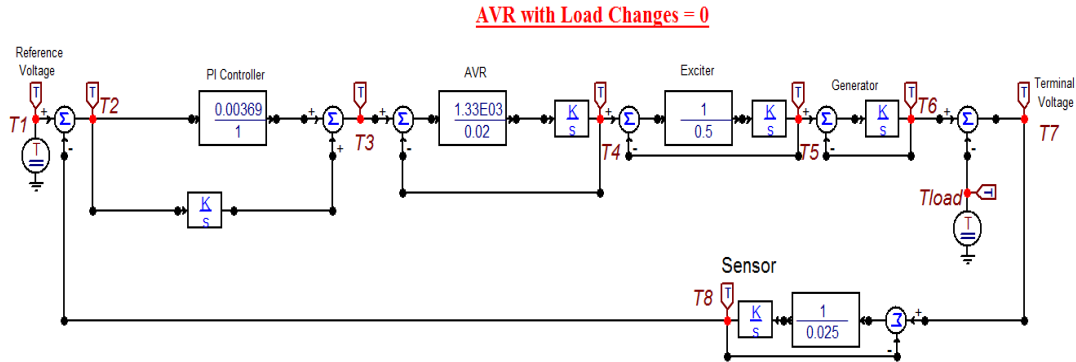 AVR with Load Changes = 0
Reference
Voltage
PI Controller
AVR
Exciter
Generator
Terminal
Voltage
T
T
T
T
T
T
T
T1
T2
T3
T4
T5
T6
T7
Σ
+
-
0.00369
1
+
+
Σ
+
-
Σ
1.33E03
0.02
K
s
+
-
Σ
1
0.5
K
s
+
-
Σ
K
s
+
-
Σ
T
K
s
Tload
T
T
Sensor
T8
T
K
s
1
0.025
Σ
+
-